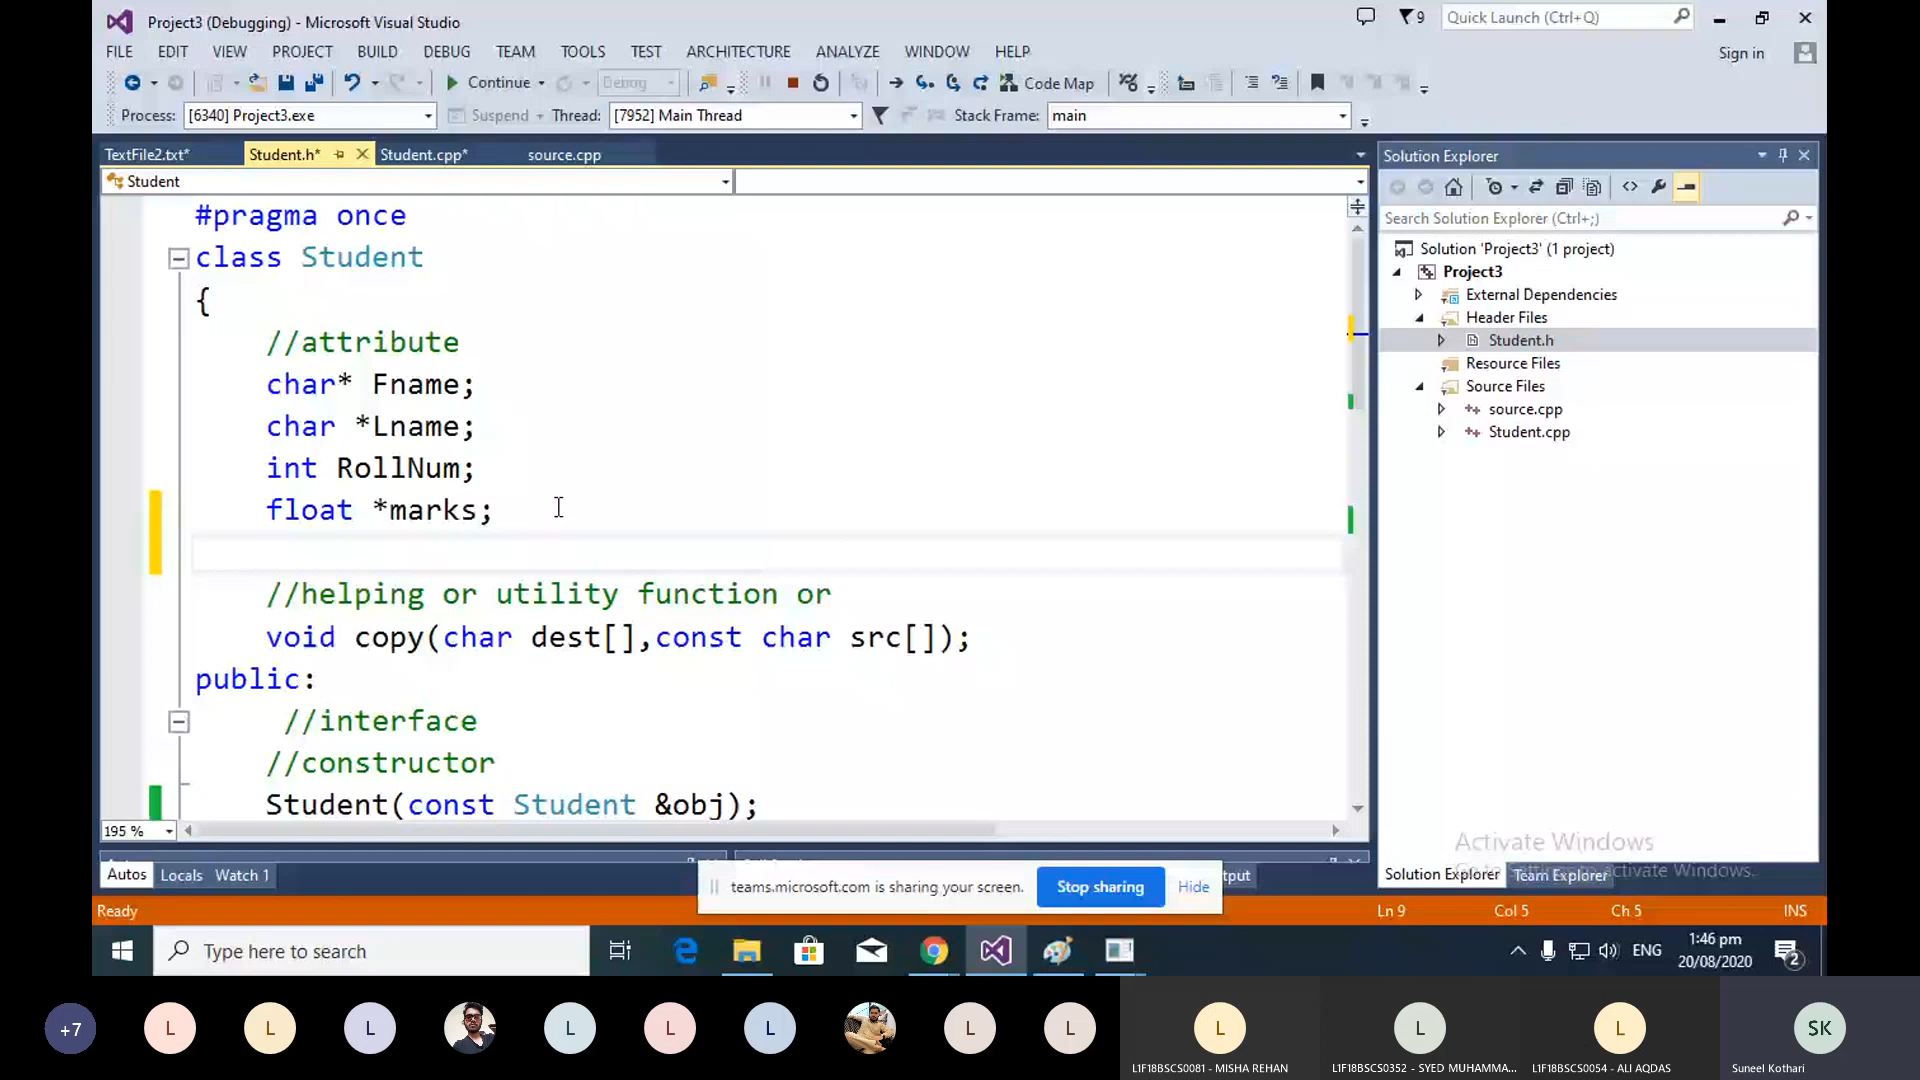 Project3 (Debugging) - Microsoft Visual Studio
9
Quick Launch (Ctrl+Q)
FILE EDIT VIEW PROJECT BUILD DEBUG TEAM TOOLS TEST ARCHITECTURE ANALYZE WINDOW HELP
Sign in
Continue
Debug
Code Map
Process: [6340] Project3.exe Suspend Thread: [7952] Main Thread Stack Frame: main
TextFile2.txt* Student.h* Student.cpp* source.cpp
Student
#pragma once
class Student
{
//attribute
char* Fname;
char *Lname;
int RollNum;
float *marks;
//helping or utility function or
void copy(char dest[],const char src[]);
public:
//interface
//constructor
Student(const Student &obj);
195 %
Solution Explorer
Search Solution Explorer (Ctrl+;)
Solution 'Project3' (1 project)
Project3
External Dependencies
Header Files
Student.h
Resource Files
Source Files
source.cpp
Student.cpp
Activate Windows
Solution Explorer Team Explorer
Autos
Autos Locals Watch 1
teams.microsoft.com is sharing your screen. Stop sharing Hide
Ready
Ln 9 Col 5 Ch 5 INS
Type here to search
ENG
1:46 pm
20/08/2020
2
+7 L L L L L L L L L L L SK
L1F18BSCS0081 - MISHA REHAN
L1F18BSCS0352 - SYED MUHAMMA...
L1F18BSCS0054 - ALI AQDAS
Suneel Kothari